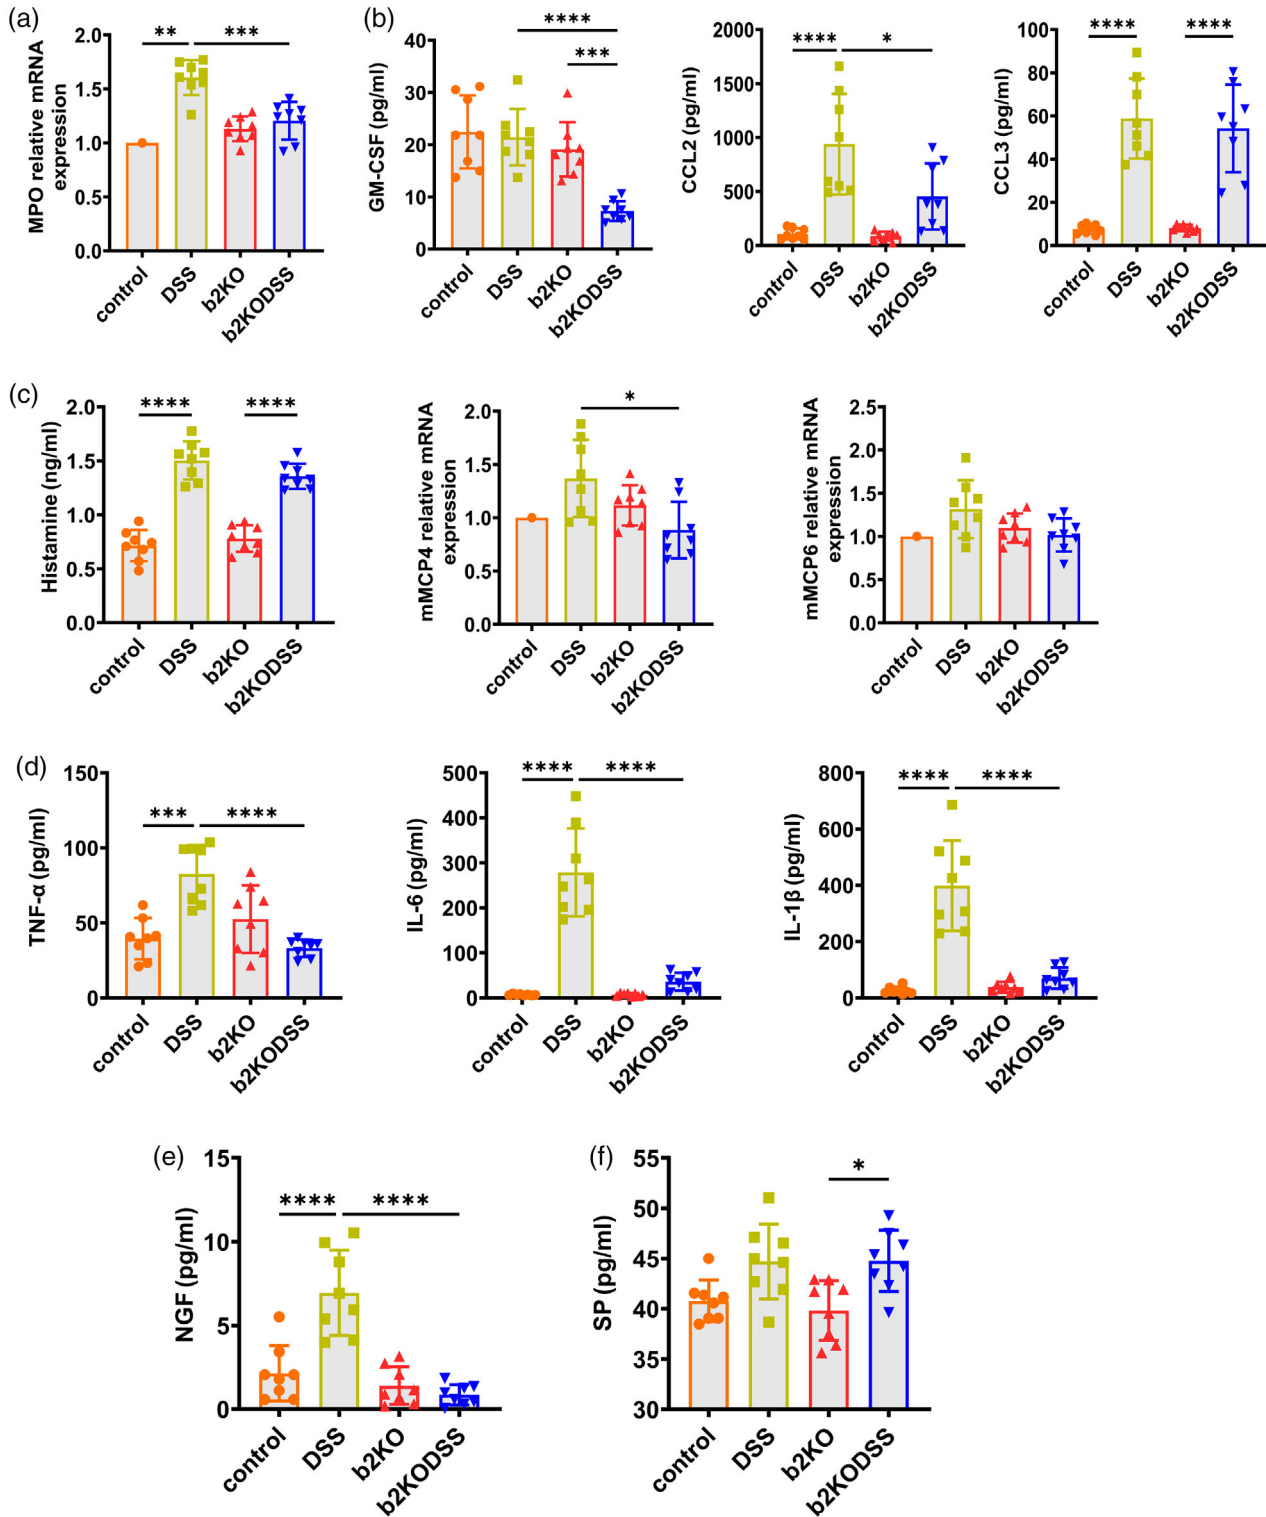 (a)
MPO relative mRNA
expression
2.0
1.5
1.0
0.5
0.0
**
***
control
DSS
b2KO
b2KODSS
(b)
GM-CSF (pg/ml)
40
30
20
10
0
****
***
control
DSS
b2KO
b2KODSS
CCL2 (pg/ml)
2000
1500
1000
500
0
****
*
control
DSS
b2KO
b2KODSS
CCL3 (pg/ml)
100
80
60
40
20
0
****
****
control
DSS
b2KO
b2KODSS
(c)
Histamine (ng/ml)
2.0
1.5
1.0
0.5
0.0
****
****
control
DSS
b2KO
b2KODSS
mMCP4 relative mRNA
expression
2.0
1.5
1.0
0.5
0.0
*
control
DSS
b2KO
b2KODSS
mMCP6 relative mRNA
expression
2.5
2.0
1.5
1.0
0.5
0.0
control
DSS
b2KO
b2KODSS
(d)
TNF-α (pg/ml)
150
100
50
0
***
****
control
DSS
b2KO
b2KODSS
IL-6 (pg/ml)
500
400
300
200
100
0
****
****
control
DSS
b2KO
b2KODSS
IL-1β (pg/ml)
800
600
400
200
0
****
****
control
DSS
b2KO
b2KODSS
(e)
NGF (pg/ml)
15
10
5
0
****
****
control
DSS
b2KO
b2KODSS
(f)
SP (pg/ml)
55
50
45
40
35
30
*
control
DSS
b2KO
b2KODSS